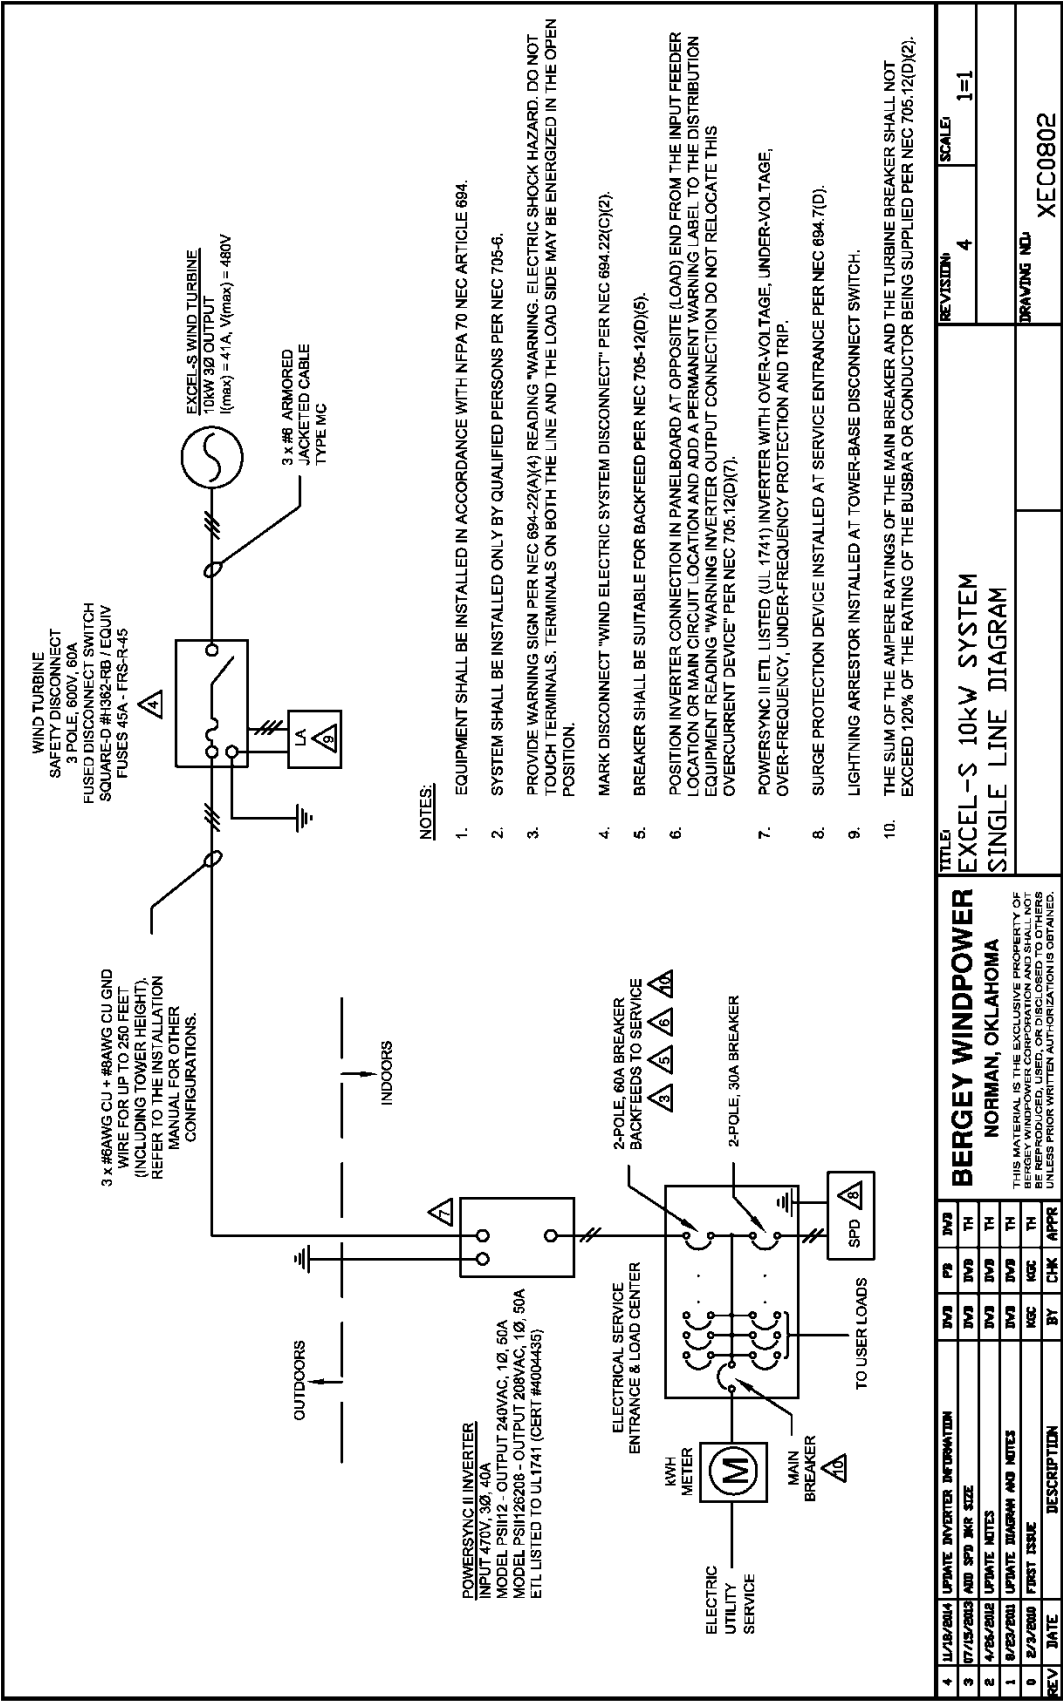 WIND TURBINE
SAFETY DISCONNECT
3 POLE, 600V, 60A
FUSED DISCONNECT SWITCH
SQUARE-D #H362-RB / EQUIV
FUSES 45A - FRS-R-45
4
LA
9
EXCEL-S WIND TURBINE
10kW 3Ø OUTPUT
I(max) = 41A, V(max) = 480V
3 x #6 ARMORED
JACKETED CABLE
TYPE MC
3 x #6AWG CU + #8AWG CU GND
WIRE FOR UP TO 250 FEET
(INCLUDING TOWER HEIGHT).
REFER TO THE INSTALLATION
MANUAL FOR OTHER
CONFIGURATIONS.
OUTDOORS
INDOORS
POWERSYNC II INVERTER
INPUT 470V, 3Ø, 40A
MODEL PSII12 - OUTPUT 240VAC, 1Ø, 50A
MODEL PSII126208 - OUTPUT 208VAC, 1Ø, 50A
ETL LISTED TO UL1741 (CERT #4004435)
7
ELECTRICAL SERVICE
ENTRANCE & LOAD CENTER
2-POLE, 60A BREAKER
BACKFEEDS TO SERVICE
3
5
6
10
2-POLE, 30A BREAKER
kWH
METER
M
ELECTRIC
UTILITY
SERVICE
MAIN
BREAKER
10
TO USER LOADS
SPD
8
NOTES:
1. EQUIPMENT SHALL BE INSTALLED IN ACCORDANCE WITH NFPA 70 NEC ARTICLE 694.
2. SYSTEM SHALL BE INSTALLED ONLY BY QUALIFIED PERSONS PER NEC 705-6.
3. PROVIDE WARNING SIGN PER NEC 694-22(A)(4) READING "WARNING. ELECTRIC SHOCK HAZARD. DO NOT
TOUCH TERMINALS. TERMINALS ON BOTH THE LINE AND THE LOAD SIDE MAY BE ENERGIZED IN THE OPEN
POSITION.
4. MARK DISCONNECT "WIND ELECTRIC SYSTEM DISCONNECT" PER NEC 694.22(C)(2).
5. BREAKER SHALL BE SUITABLE FOR BACKFEED PER NEC 705-12(D)(5).
6. POSITION INVERTER CONNECTION IN PANELBOARD AT OPPOSITE (LOAD) END FROM THE INPUT FEEDER
LOCATION OR MAIN CIRCUIT LOCATION AND ADD A PERMANENT WARNING LABEL TO THE DISTRIBUTION
EQUIPMENT READING "WARNING INVERTER OUTPUT CONNECTION DO NOT RELOCATE THIS
OVERCURRENT DEVICE" PER NEC 705.12(D)(7).
7. POWERSYNC II ETL LISTED (UL 1741) INVERTER WITH OVER-VOLTAGE, UNDER-VOLTAGE,
OVER-FREQUENCY, UNDER-FREQUENCY PROTECTION AND TRIP.
8. SURGE PROTECTION DEVICE INSTALLED AT SERVICE ENTRANCE PER NEC 694.7(D).
9. LIGHTNING ARRESTOR INSTALLED AT TOWER-BASE DISCONNECT SWITCH.
10. THE SUM OF THE AMPERE RATINGS OF THE MAIN BREAKER AND THE TURBINE BREAKER SHALL NOT
EXCEED 120% OF THE RATING OF THE BUSBAR OR CONDUCTOR BEING SUPPLIED PER NEC 705.12(D)(2).
4 11/18/2014 UPDATE INVERTER INFORMATION DWB PB DWB
3 07/15/2013 ADD SPD BKR SIZE DWB DWB TH
2 4/26/2012 UPDATE NOTES DWB DWB TH
1 8/23/2011 UPDATE DIAGRAM AND NOTES DWB DWB TH
0 2/3/2010 FIRST ISSUE KGC KGC TH
REV DATE DESCRIPTION BY CHK APPR
BERGEY WINDPOWER
NORMAN, OKLAHOMA
THIS MATERIAL IS THE EXCLUSIVE PROPERTY OF
BERGEY WINDPOWER CORPORATION AND SHALL NOT
BE REPRODUCED, USED, OR DISCLOSED TO OTHERS
UNLESS PRIOR WRITTEN AUTHORIZATION IS OBTAINED.
TITLE:
EXCEL-S 10kW SYSTEM
SINGLE LINE DIAGRAM
REVISION:
4
SCALE:
1=1
DRAWING NO.:
XEC0802